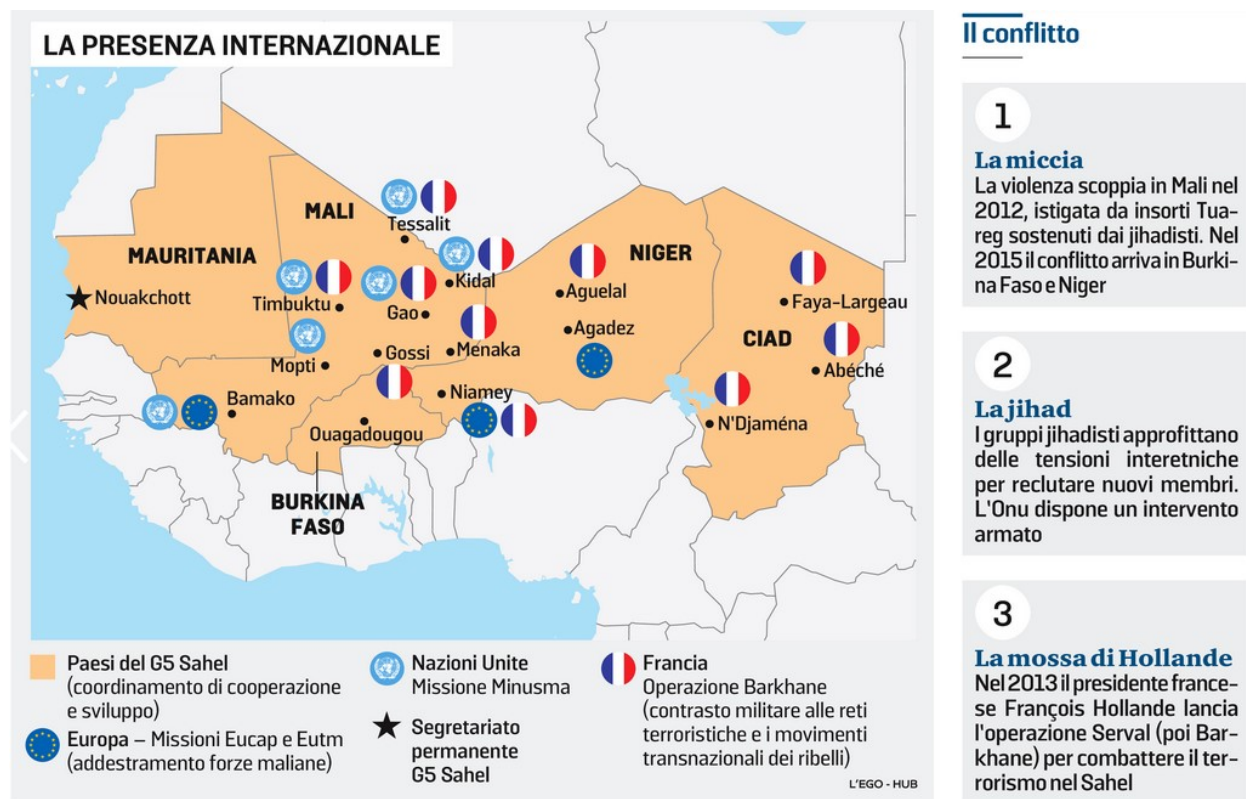 LA PRESENZA INTERNAZIONALE
MALI
Tessalit
MAURITANIA
NIGER
Nouakchott
Timbuktu
Kidal
Gao
Aguelal
Faya-Largeau
Agadez
CIAD
Mopti
Gossi
Menaka
Abéché
Bamako
Niamey
N'Djaména
Ouagadougou
BURKINA
FASO
Paesi del G5 Sahel
(coordinamento di cooperazione
e sviluppo)
Europa – Missioni Eucap e Eutm
(addestramento forze maliane)
Nazioni Unite
Missione Minusma
Segretariato
permanente
G5 Sahel
Francia
Operazione Barkhane
(contrasto militare alle reti
terroristiche e i movimenti
transnazionali dei ribelli)
L'EGO - HUB
Il conflitto
1
La miccia
La violenza scoppia in Mali nel
2012, istigata da insorti Tua-
reg sostenuti dai jihadisti. Nel
2015 il conflitto arriva in Burki-
na Faso e Niger
2
La jihad
I gruppi jihadisti approfittano
delle tensioni interetniche
per reclutare nuovi membri.
L'Onu dispone un intervento
armato
3
La mossa di Hollande
Nel 2013 il presidente france-
se François Hollande lancia
l'operazione Serval (poi Bar-
khane) per combattere il ter-
rorismo nel Sahel